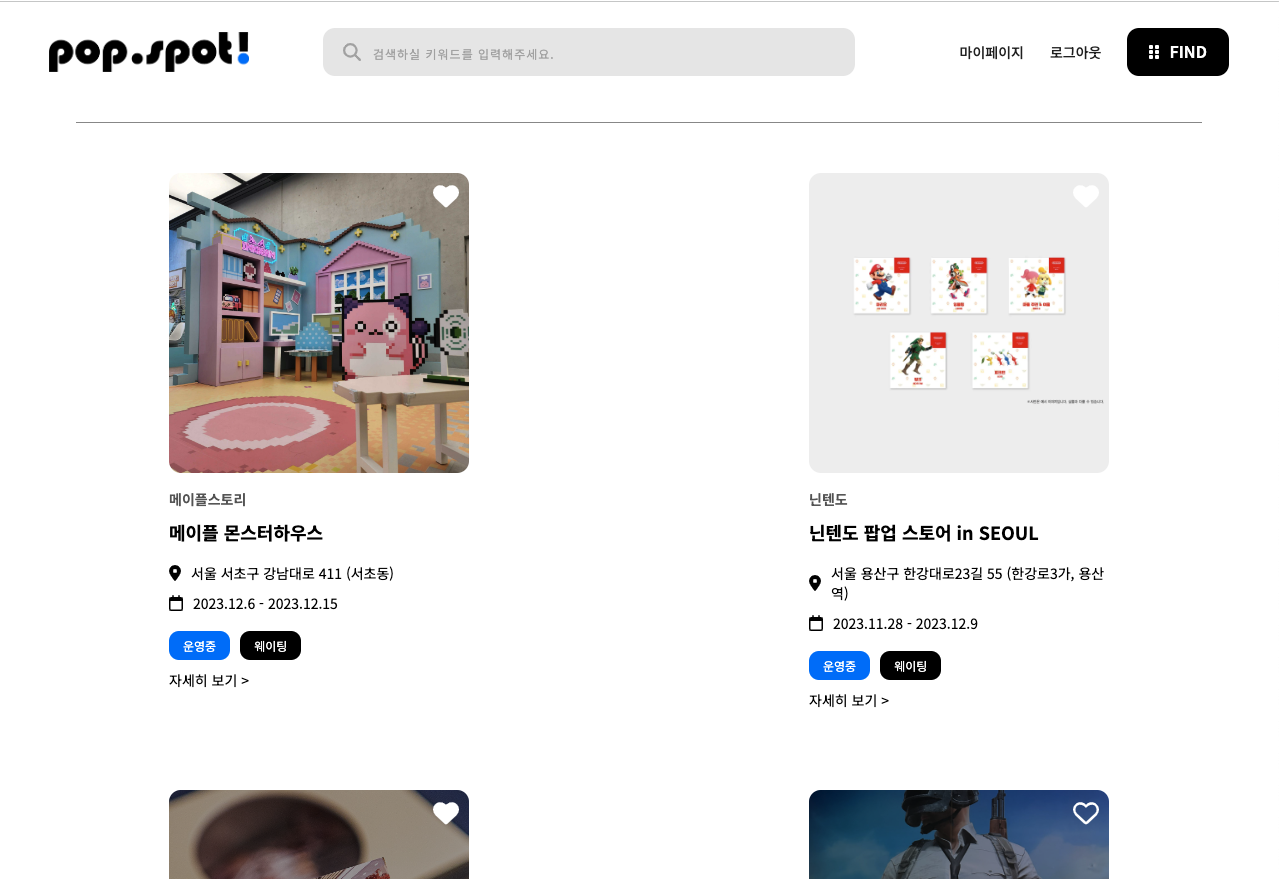 pop.spot!
검색하실 키워드를 입력해주세요.
마이페이지
로그아웃
FIND
메이플스토리
메이플 몬스터하우스
서울 서초구 강남대로 411 (서초동)
2023.12.6 - 2023.12.15
운영중
웨이팅
자세히 보기 >
닌텐도
닌텐도 팝업 스토어 in SEOUL
서울 용산구 한강대로23길 55 (한강로3가, 용산
역)
2023.11.28 - 2023.12.9
운영중
웨이팅
자세히 보기 >